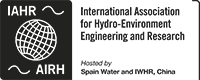 IAHR
AIRH
International Association
for Hydro-Environment
Engineering and Research
Hosted by
Spain Water and IWHR, China